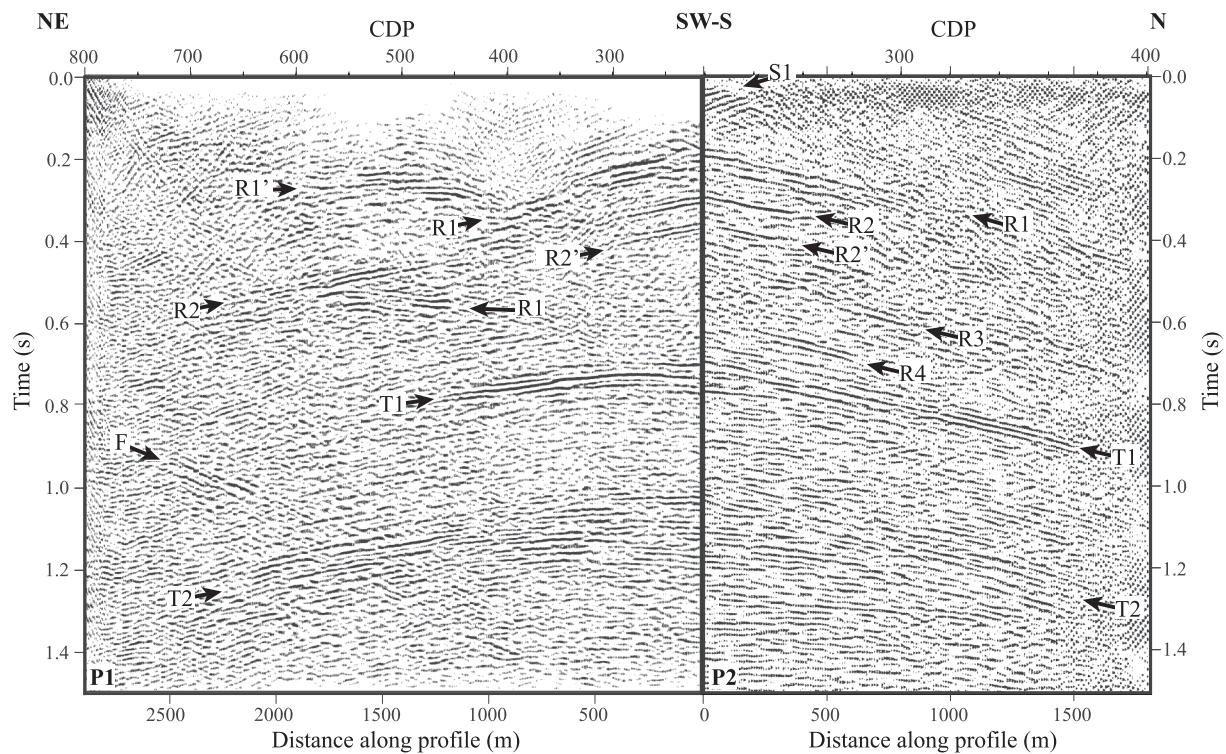 NE SW-S N
CDP CDP
800 700 600 500 400 300 300 400
0.0 S1 0.0
0.2 0.2
R1' R1 R2 R1
0.4 R2' R2' 0.4
R2 R1
0.6 R3 0.6
R4
0.8 T1 0.8
F T1
1.0 1.0
1.2 1.2
T2 T2
1.4 1.4
Time (s) Time (s)
P1 P2
2500 2000 1500 1000 500 0 500 1000 1500
Distance along profile (m) Distance along profile (m)